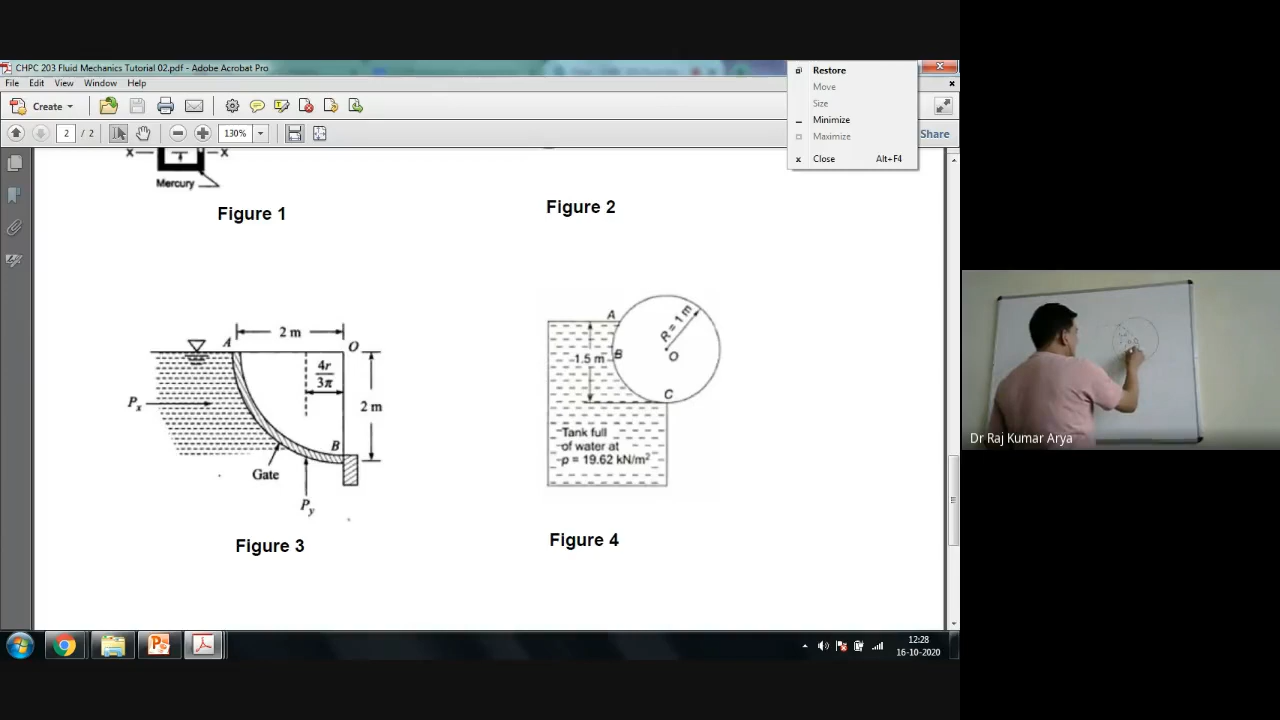 CHPC 203 Fluid Mechanics Tutorial 02.pdf - Adobe Acrobat Pro
File Edit View Window Help
Create
2 / 2 130% Share
Restore
Move
Size
Minimize
Maximize
x Close Alt+F4
X X
Mercury
Figure 1 Figure 2
2 m
A O
4r
3π
Px
2 m
B
Gate
Py
Figure 3
A
R = 1 m
1.5 m B O
C
Tank full
of water at
p = 19.62 kN/m²
Figure 4
Dr Raj Kumar Arya
12:28
16-10-2020